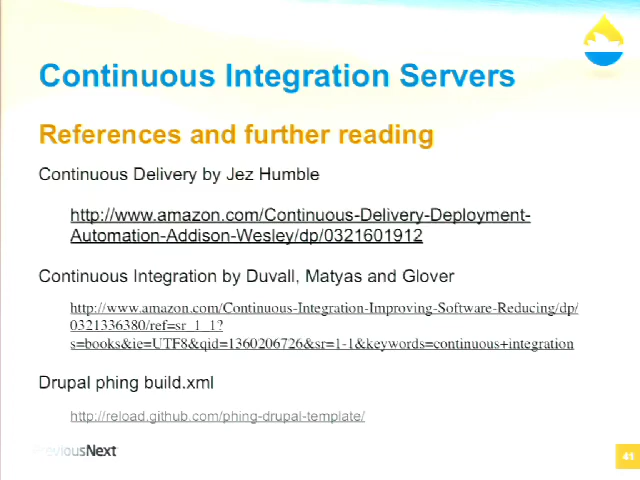 Continuous Integration Servers
References and further reading
Continuous Delivery by Jez Humble
http://www.amazon.com/Continuous-Delivery-Deployment-
Automation-Addison-Wesley/dp/0321601912
Continuous Integration by Duvall, Matyas and Glover
http://www.amazon.com/Continuous-Integration-Improving-Software-Reducing/dp/
0321336380/ref=sr_1_1?
s=books&ie=UTF8&qid=1360206726&sr=1-1&keywords=continuous+integration
Drupal phing build.xml
http://reload.github.com/phing-drupal-template/
PreviousNext